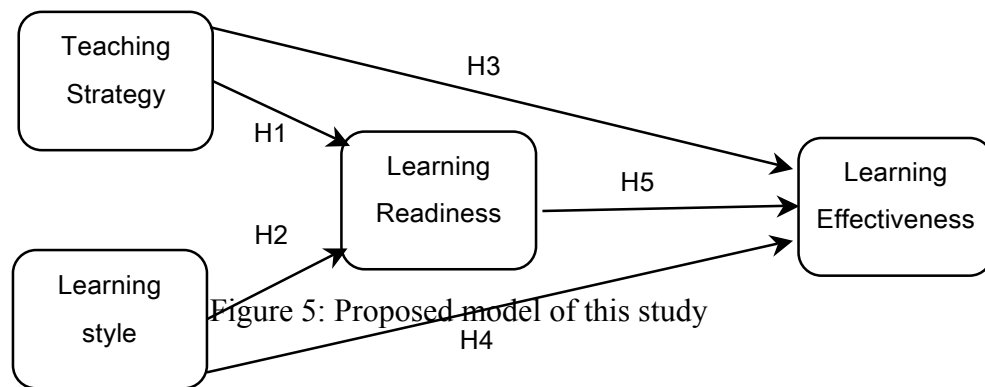 Teaching
Strategy
H3
H1
Learning
Readiness
H5
Learning
Effectiveness
H2
Learning
style
Figure 5: Proposed model of this study
H4